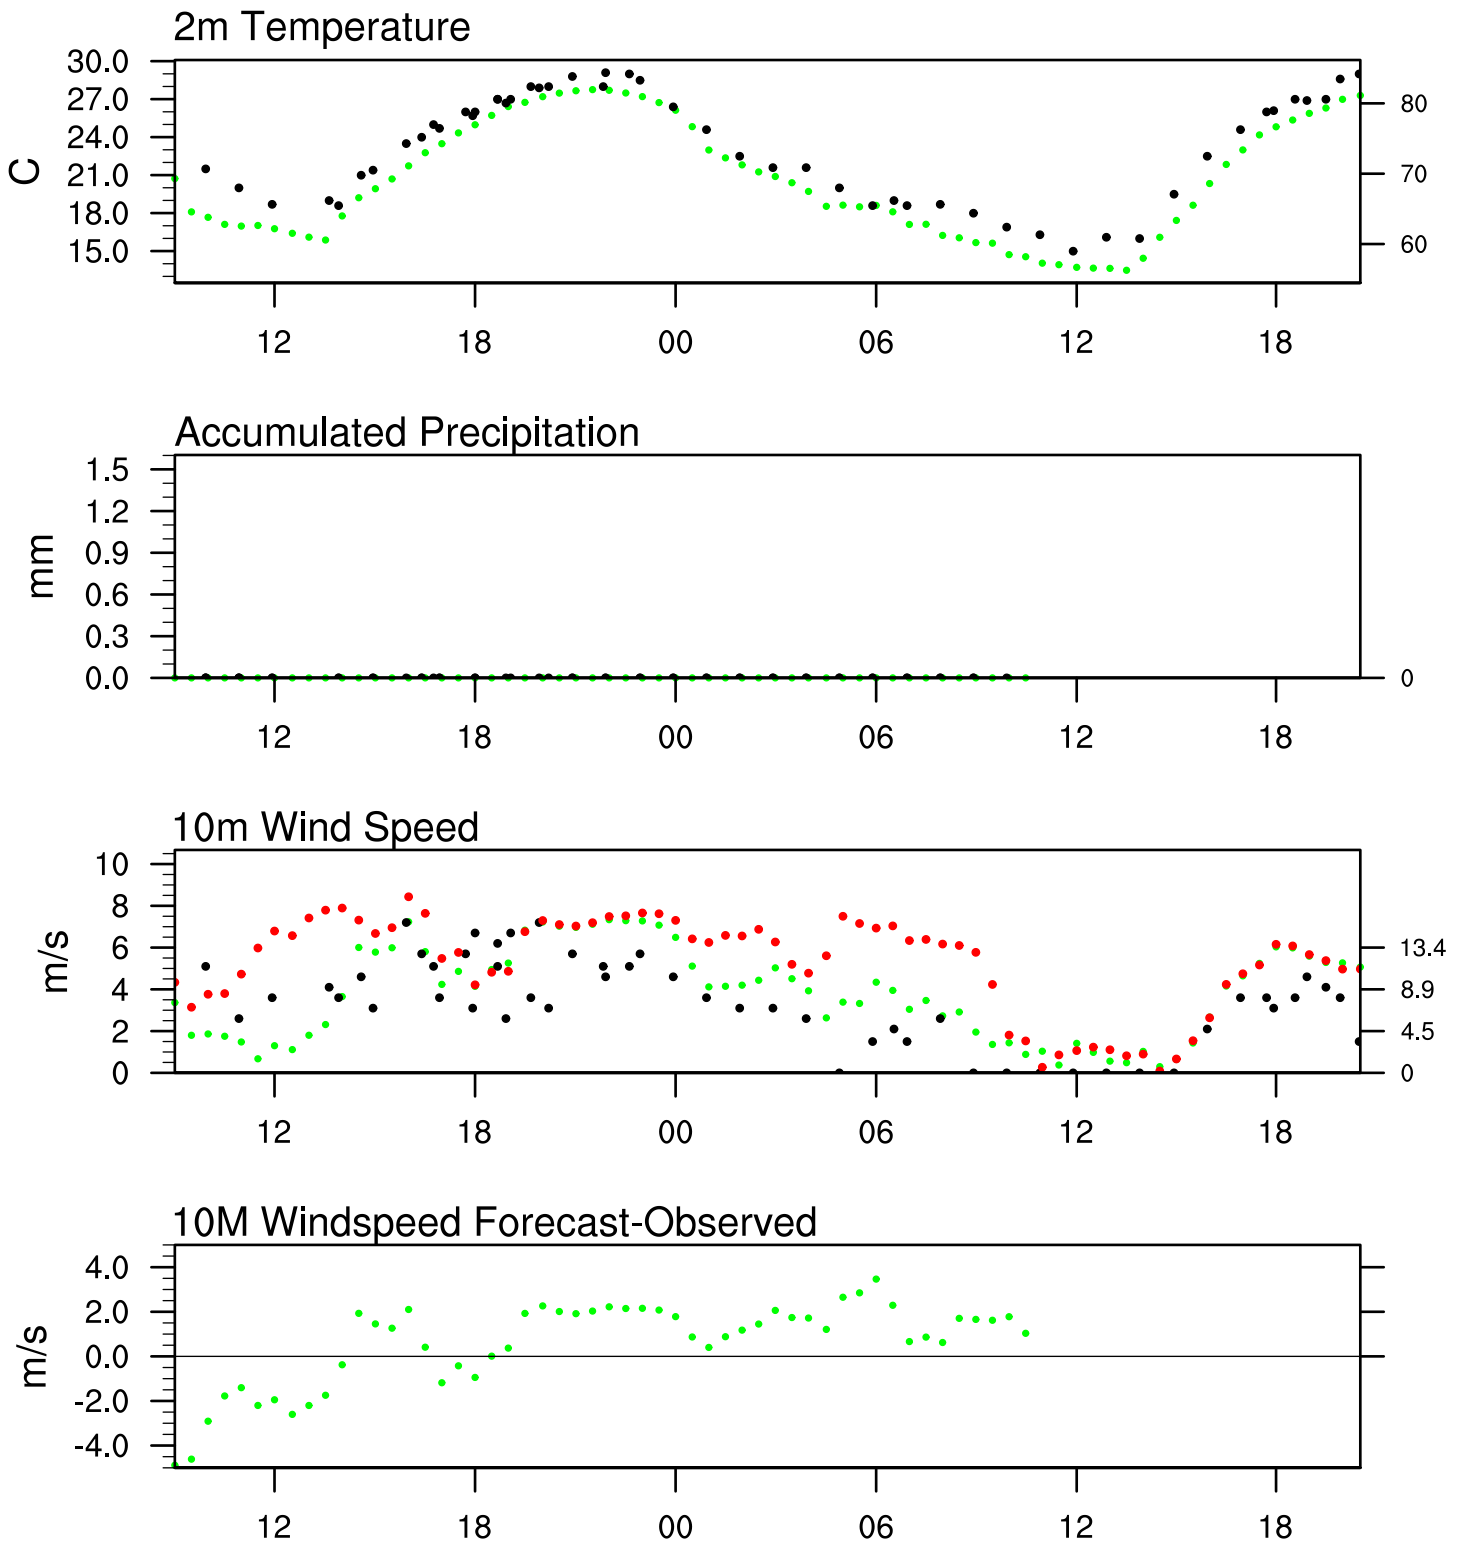 2m Temperature
30.0
27.0
24.0
21.0
18.0
15.0
C
80
70
60
12 18 00 06 12 18
Accumulated Precipitation
1.5
1.2
0.9
0.6
0.3
0.0
mm
0
12 18 00 06 12 18
10m Wind Speed
10
8
6
4
2
0
m/s
13.4
8.9
4.5
0
12 18 00 06 12 18
10M Windspeed Forecast-Observed
4.0
2.0
0.0
-2.0
-4.0
m/s
12 18 00 06 12 18